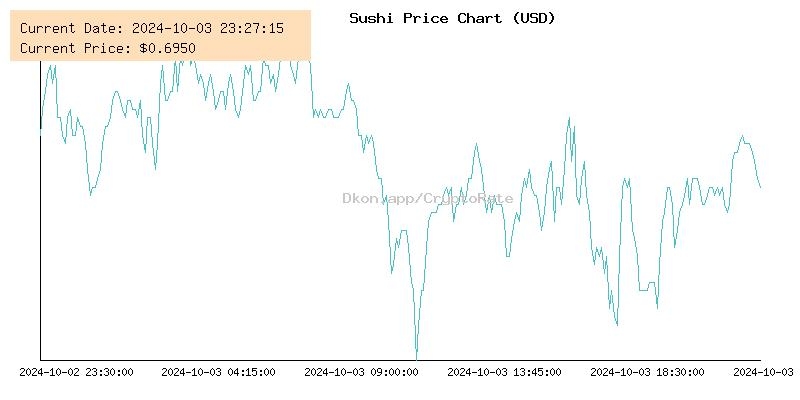 Sushi Price Chart (USD)
Current Date: 2024-10-03 23:27:15
Current Price: $0.6950
Dkon.app/CryptoRate
2024-10-02 23:30:00 2024-10-03 04:15:00 2024-10-03 09:00:00 2024-10-03 13:45:00 2024-10-03 18:30:00 2024-10-03